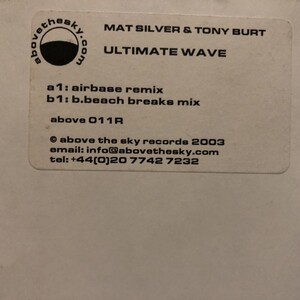 abovethesky.com
MAT SILVER & TONY BURT
ULTIMATE WAVE
a1: airbase remix
b1: b.beach breaks mix
above 011R
© above the sky records 2003
email: info@abovethesky.com
tel: +44(0)20 7742 7232